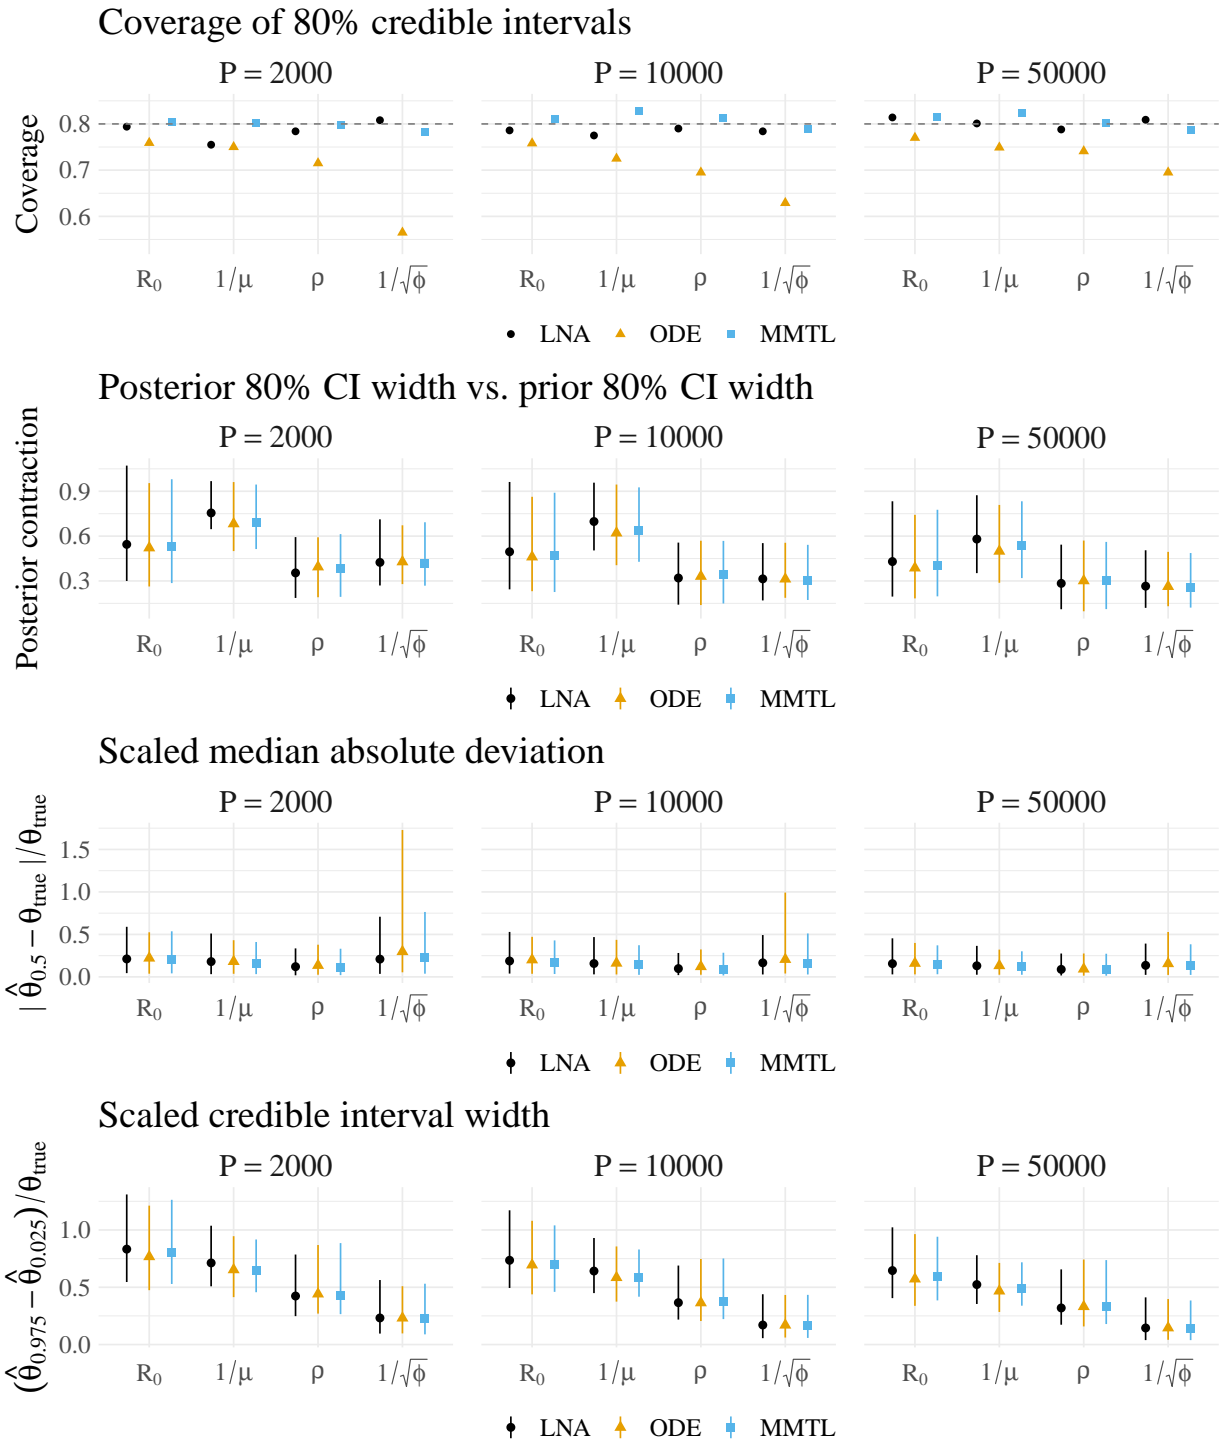 Coverage of 80% credible intervals
P = 2000 P = 10000 P = 50000
Coverage
0.8
0.7
0.6
R₀ 1/μ ρ 1/√ϕ R₀ 1/μ ρ 1/√ϕ R₀ 1/μ ρ 1/√ϕ
LNA ODE MMTL
Posterior 80% CI width vs. prior 80% CI width
P = 2000 P = 10000 P = 50000
Posterior contraction
0.9
0.6
0.3
R₀ 1/μ ρ 1/√ϕ R₀ 1/μ ρ 1/√ϕ R₀ 1/μ ρ 1/√ϕ
LNA ODE MMTL
Scaled median absolute deviation
P = 2000 P = 10000 P = 50000
| θ̂₀.₅ − θtrue |/θtrue
1.5
1.0
0.5
0.0
R₀ 1/μ ρ 1/√ϕ R₀ 1/μ ρ 1/√ϕ R₀ 1/μ ρ 1/√ϕ
LNA ODE MMTL
Scaled credible interval width
P = 2000 P = 10000 P = 50000
(θ̂₀.₉₇₅ − θ̂₀.₀₂₅)/θtrue
1.0
0.5
0.0
R₀ 1/μ ρ 1/√ϕ R₀ 1/μ ρ 1/√ϕ R₀ 1/μ ρ 1/√ϕ
LNA ODE MMTL